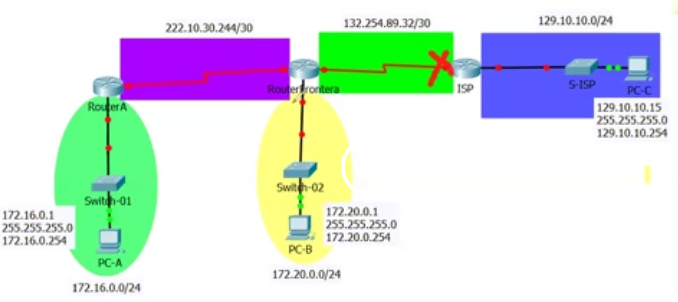 222.10.30.244/30
132.254.89.32/30
129.10.10.0/24
RouterA
RouterFrontera
ISP
S-ISP
PC-C
129.10.10.15
255.255.255.0
129.10.10.254
Switch-01
Switch-02
172.16.0.1
255.255.255.0
172.16.0.254
172.20.0.1
255.255.255.0
172.20.0.254
PC-A
PC-B
172.16.0.0/24
172.20.0.0/24